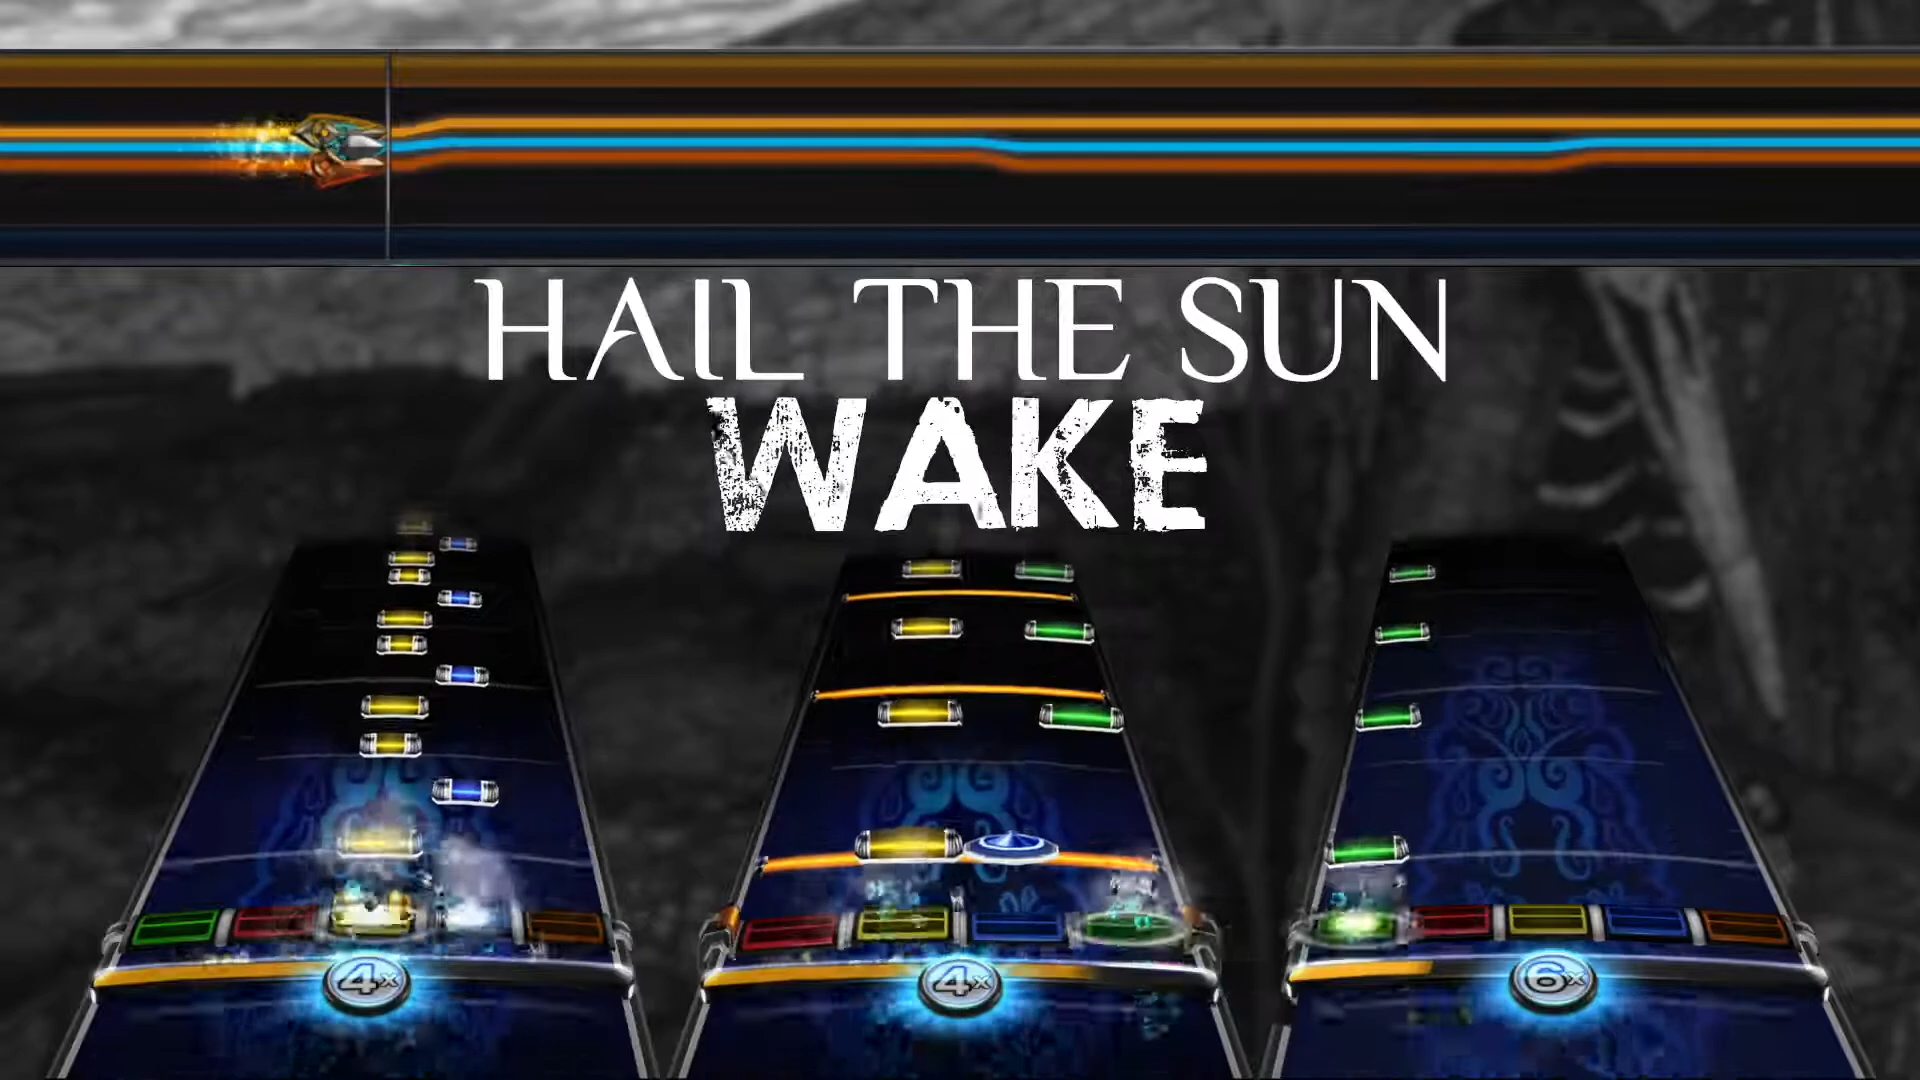 HAIL THE SUN
WAKE
4x
4x
6x